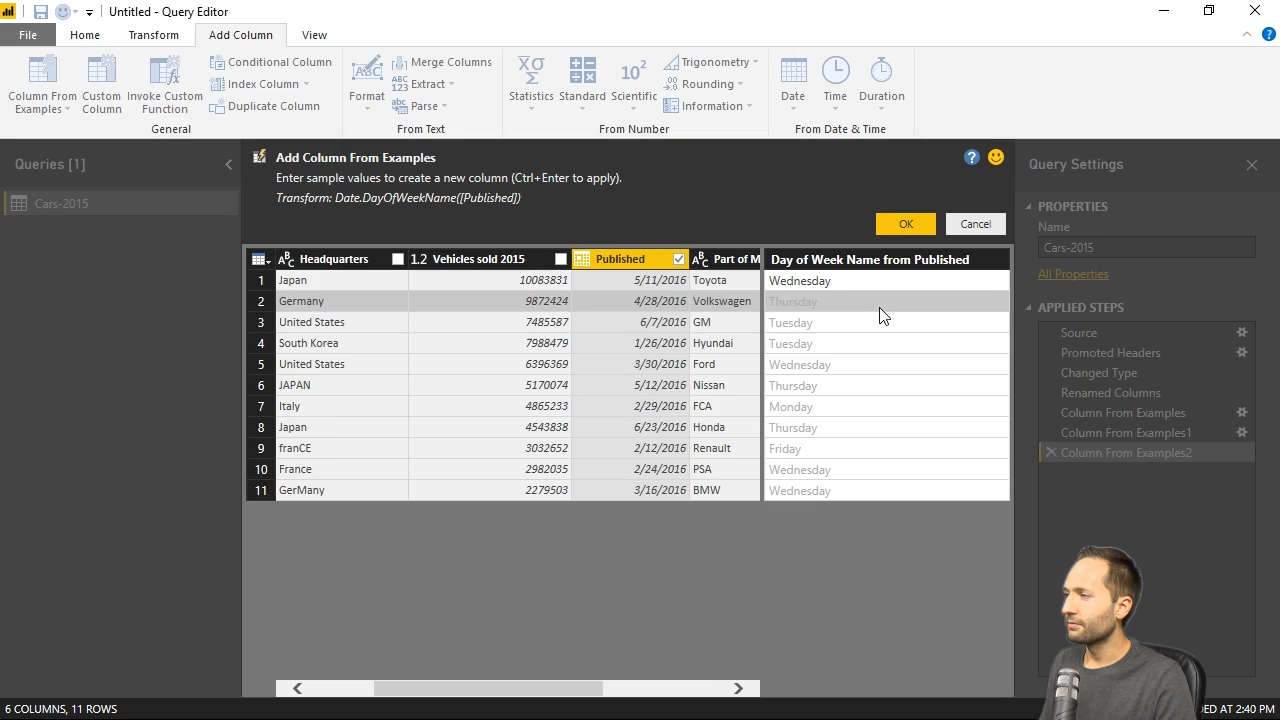 Untitled - Query Editor
File Home Transform Add Column View
Column From Examples
Custom Column
Invoke Custom Function
Conditional Column
Index Column
Duplicate Column
General
ABC
Format
Merge Columns
ABC 123 Extract
abc Parse
From Text
XΣ σ
Statistics
Standard
10²
Scientific
Trigonometry
.00 Rounding
Information
From Number
Date
Time
Duration
From Date & Time
Queries [1]
Cars-2015
Add Column From Examples
Enter sample values to create a new column (Ctrl+Enter to apply).
Transform: Date.DayOfWeekName([Published])
OK Cancel
Headquarters 1.2 Vehicles sold 2015 Published Part of M Day of Week Name from Published
1 Japan 10083831 5/11/2016 Toyota Wednesday
2 Germany 9872424 4/28/2016 Volkswagen Thursday
3 United States 7485587 6/7/2016 GM Tuesday
4 South Korea 7988479 1/26/2016 Hyundai Tuesday
5 United States 6396369 3/30/2016 Ford Wednesday
6 JAPAN 5170074 5/12/2016 Nissan Thursday
7 Italy 4865233 2/29/2016 FCA Monday
8 Japan 4543838 6/23/2016 Honda Thursday
9 franCE 3032652 2/12/2016 Renault Friday
10 France 2982035 2/24/2016 PSA Wednesday
11 GerMany 2279503 3/16/2016 BMW Wednesday
Query Settings
PROPERTIES
Name
Cars-2015
All Properties
APPLIED STEPS
Source
Promoted Headers
Changed Type
Renamed Columns
Column From Examples
Column From Examples1
Column From Examples2
6 COLUMNS, 11 ROWS
ED AT 2:40 PM